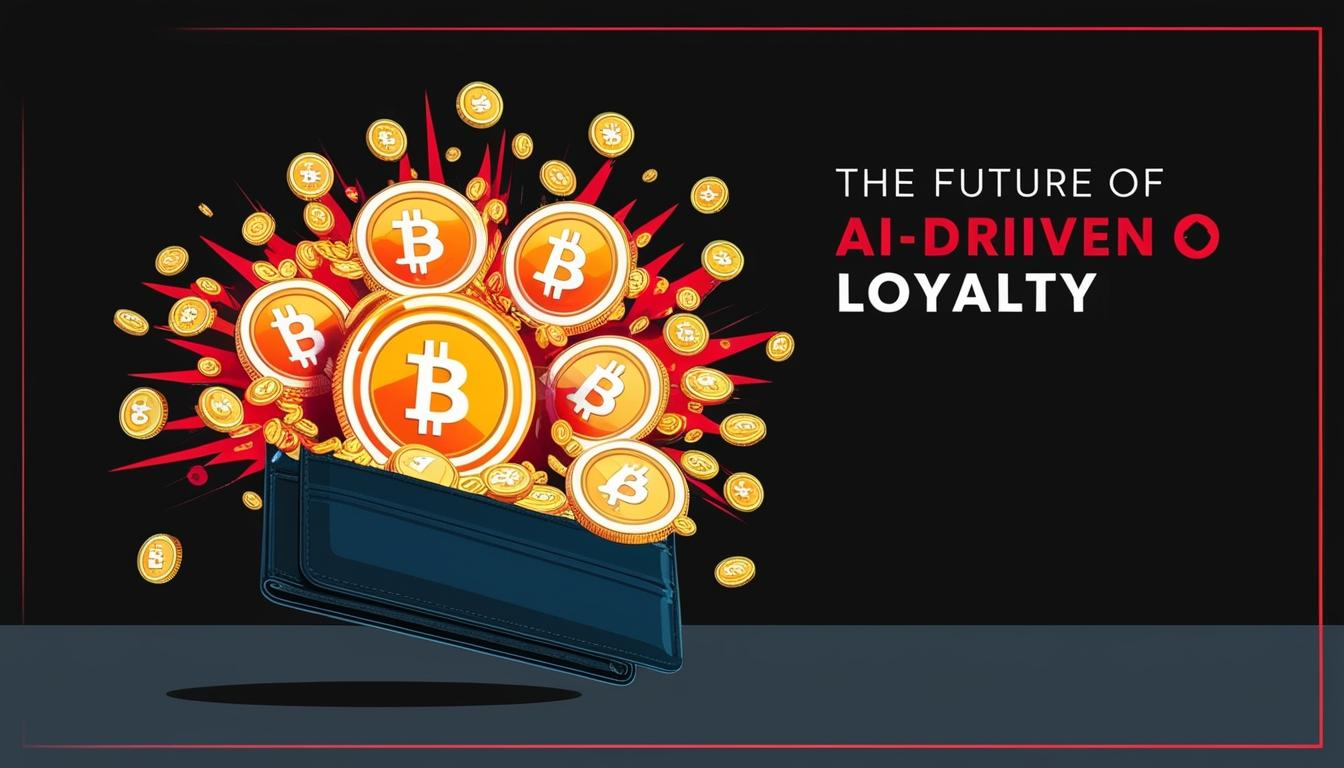 THE FUTURE OF
AI-DRIIVEN O
LOYALTY